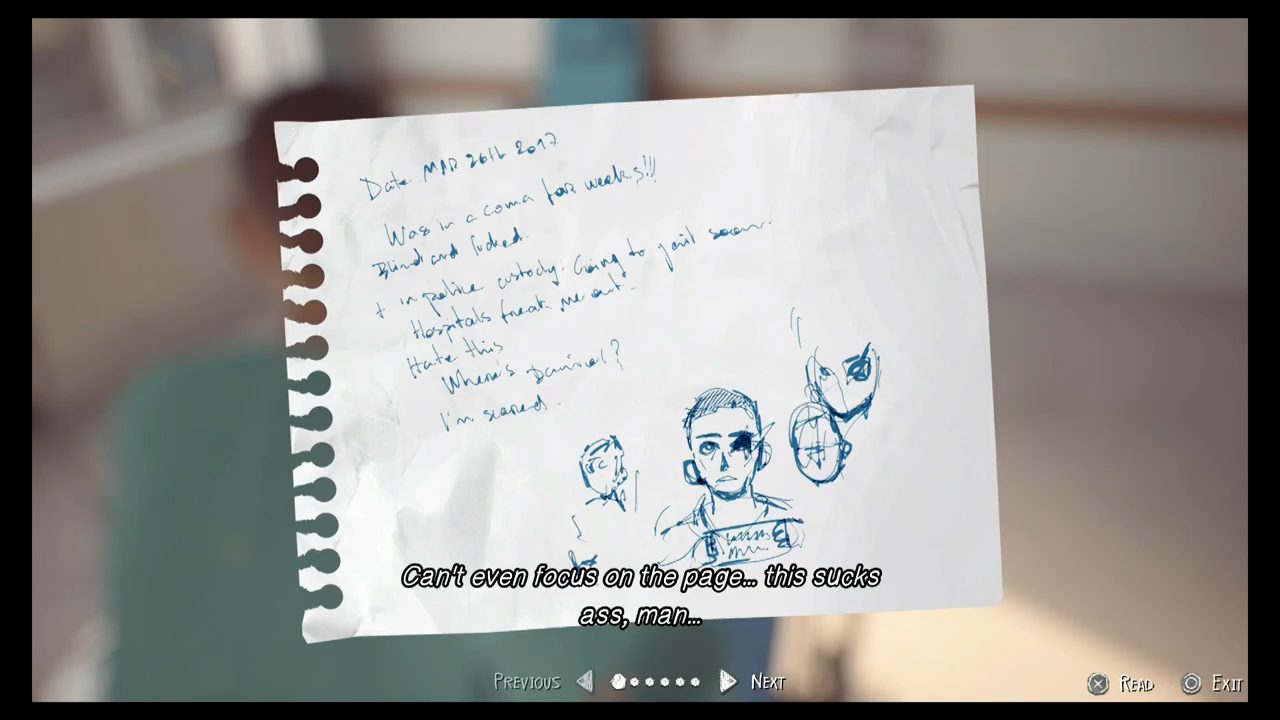 Date MAR 26th 2017
Was in a coma for weeks!!!
Blind and fucked.
+ in police custody. Going to jail soon.
Hospitals freak me out.
Hate this
Where's Daniel?
I'm scared.
Can't even focus on the page... this sucks
ass, man...
PREVIOUS NEXT READ EXIT